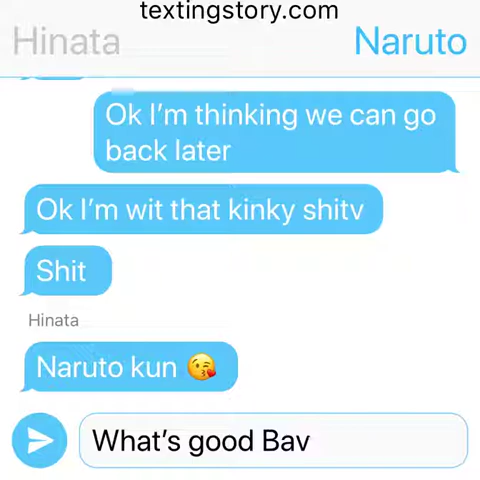 textingstory.com
Hinata
Naruto
Ok I'm thinking we can go
back later
Ok I'm wit that kinky shitv
Shit
Hinata
Naruto kun 😘
What's good Bav